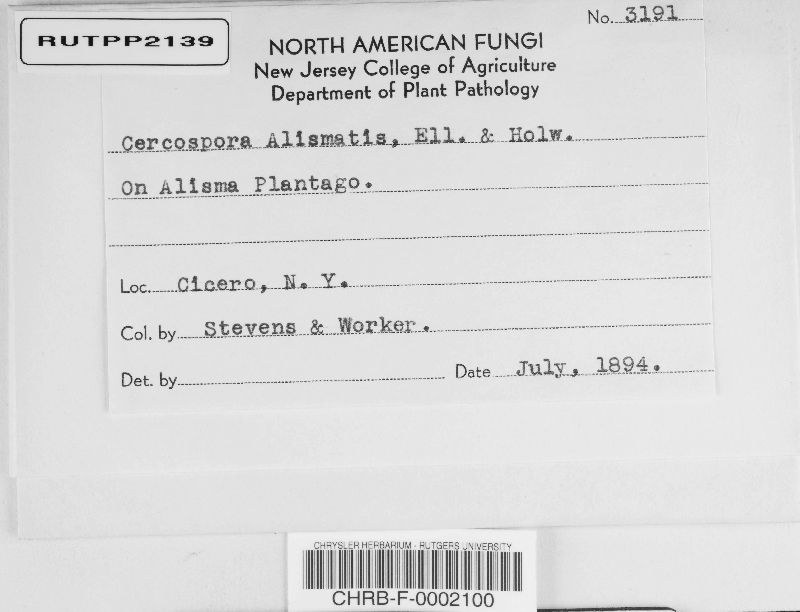 No. 3191
RUTPP2139
NORTH AMERICAN FUNGI
New Jersey College of Agriculture
Department of Plant Pathology
Cercospora Alismatis, Ell. & Holw.
On Alisma Plantago.
Loc. Cicero, N. Y.
Col. by Stevens & Worker.
Det. by Date July, 1894.
CHRYSLER HERBARIUM - RUTGERS UNIVERSITY
CHRB-F-0002100